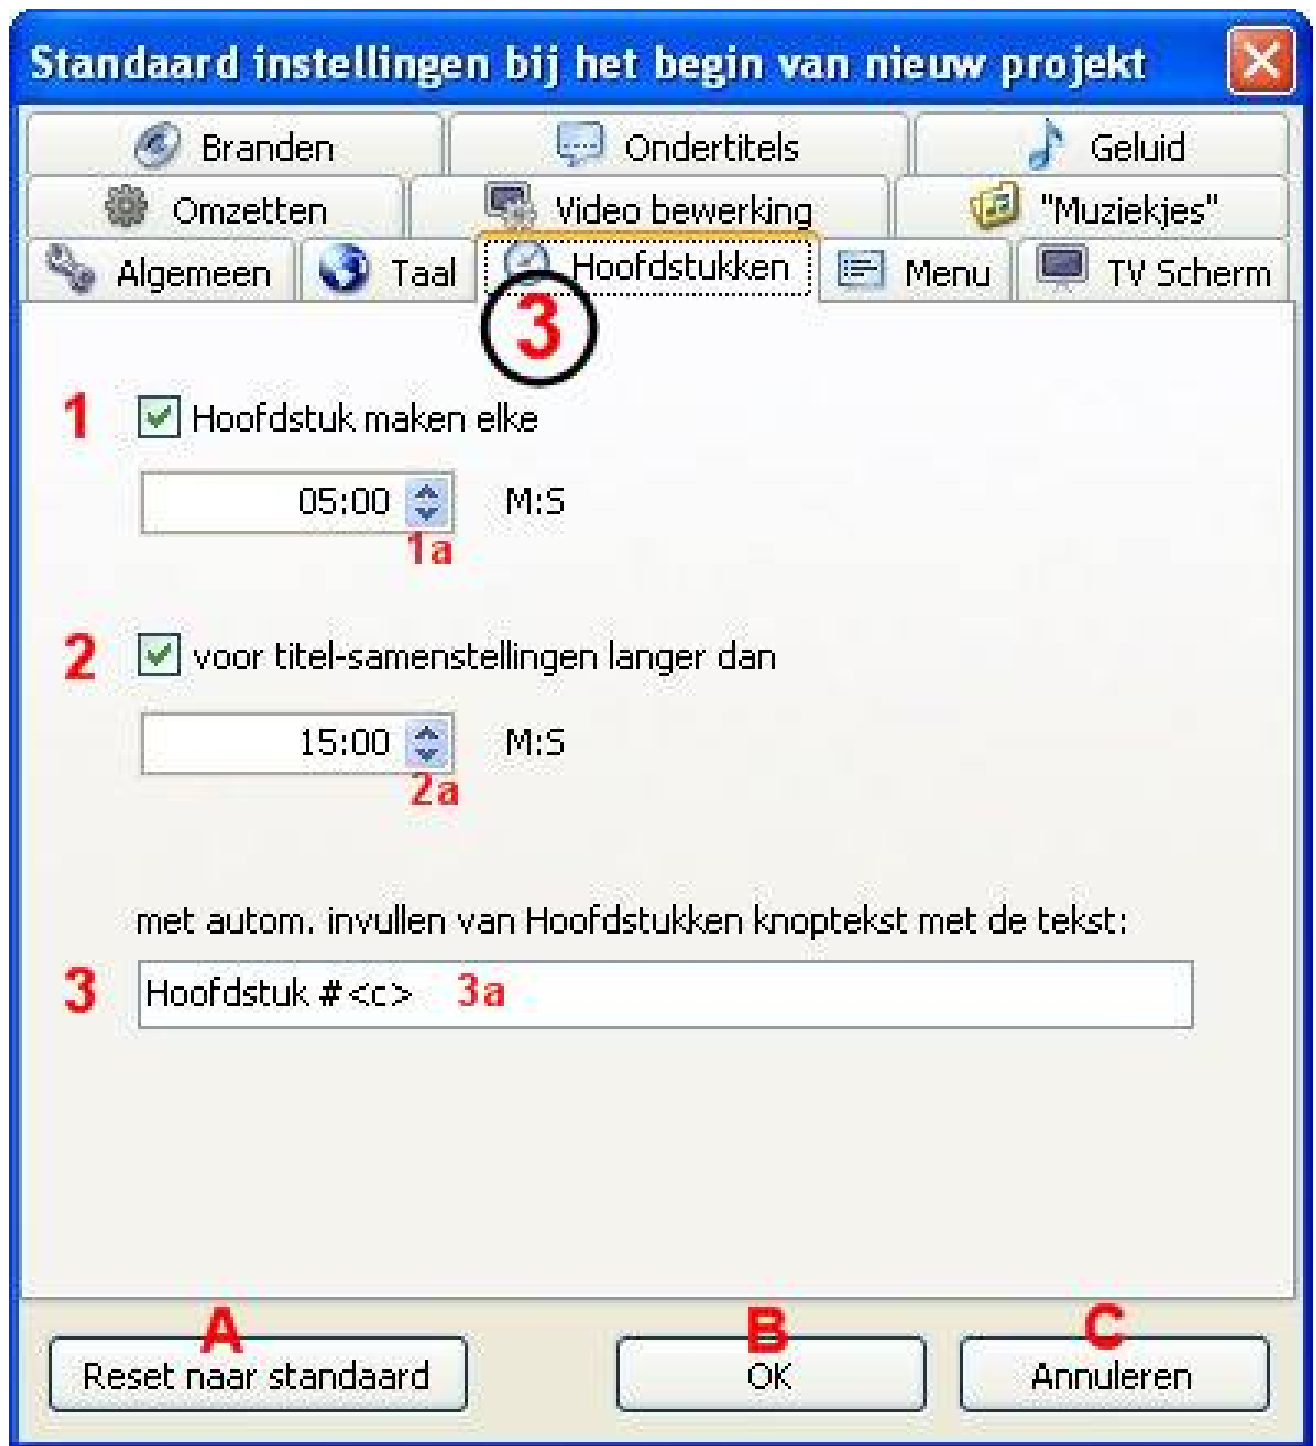 Standaard instellingen bij het begin van nieuw projekt
Branden Ondertitels Geluid
Omzetten Video bewerking "Muziekjes"
Algemeen Taal Hoofdstukken Menu TV Scherm
3
1 Hoofdstuk maken elke
05:00 M:S
1a
2 voor titel-samenstellingen langer dan
15:00 M:S
2a
met autom. invullen van Hoofdstukken knoptekst met de tekst:
3 Hoofdstuk #<c> 3a
A B C
Reset naar standaard OK Annuleren